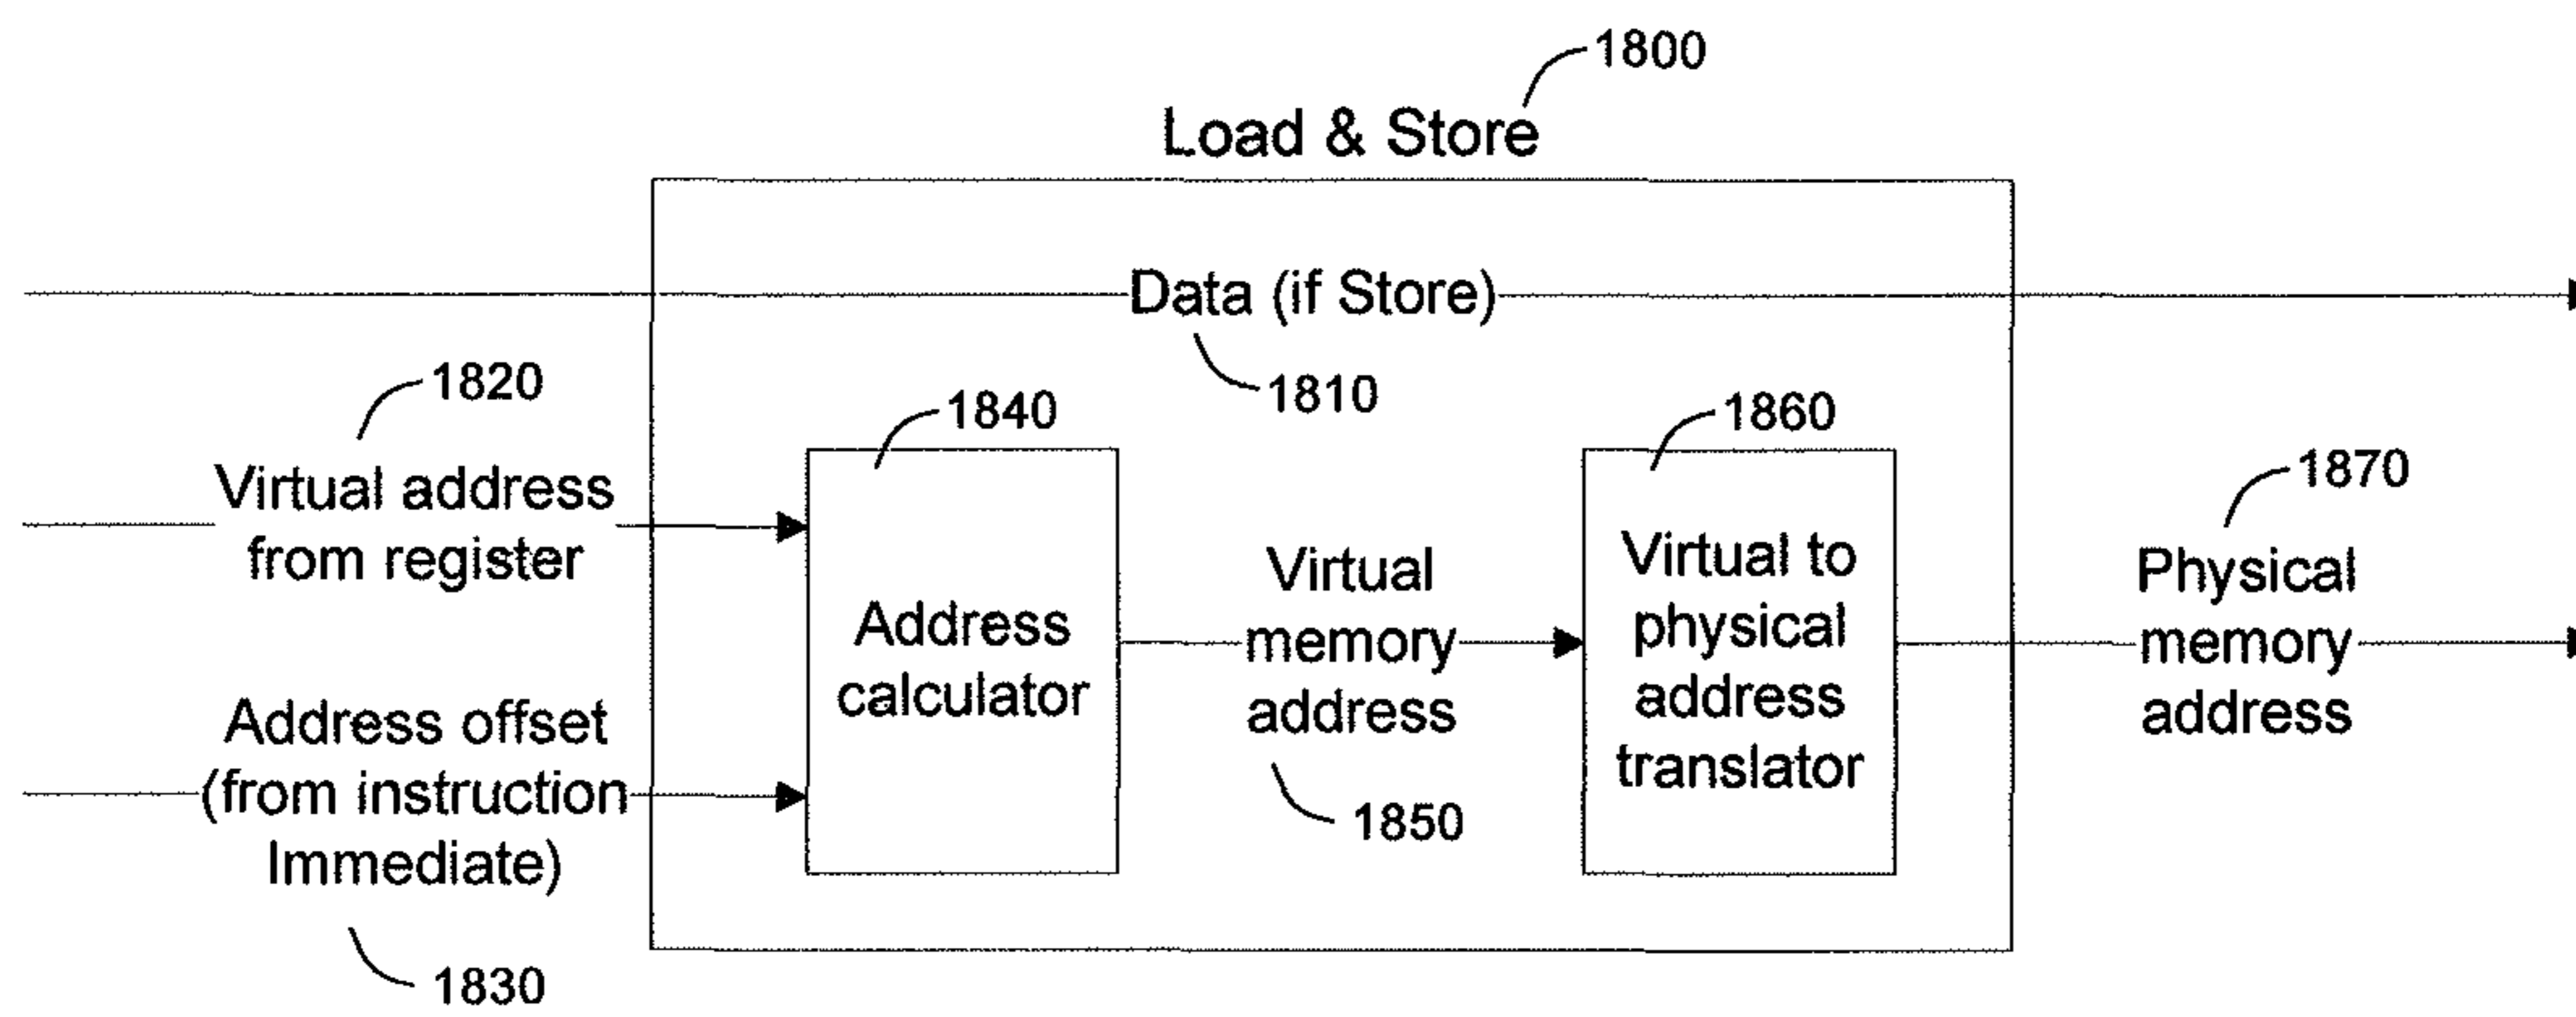 1800
Load & Store
Data (if Store)
1810
1820
Virtual address
from register
1840
Address
calculator
1860
Virtual to
physical
address
translator
1870
Physical
memory
address
Virtual
memory
address
1850
Address offset
(from instruction
Immediate)
1830